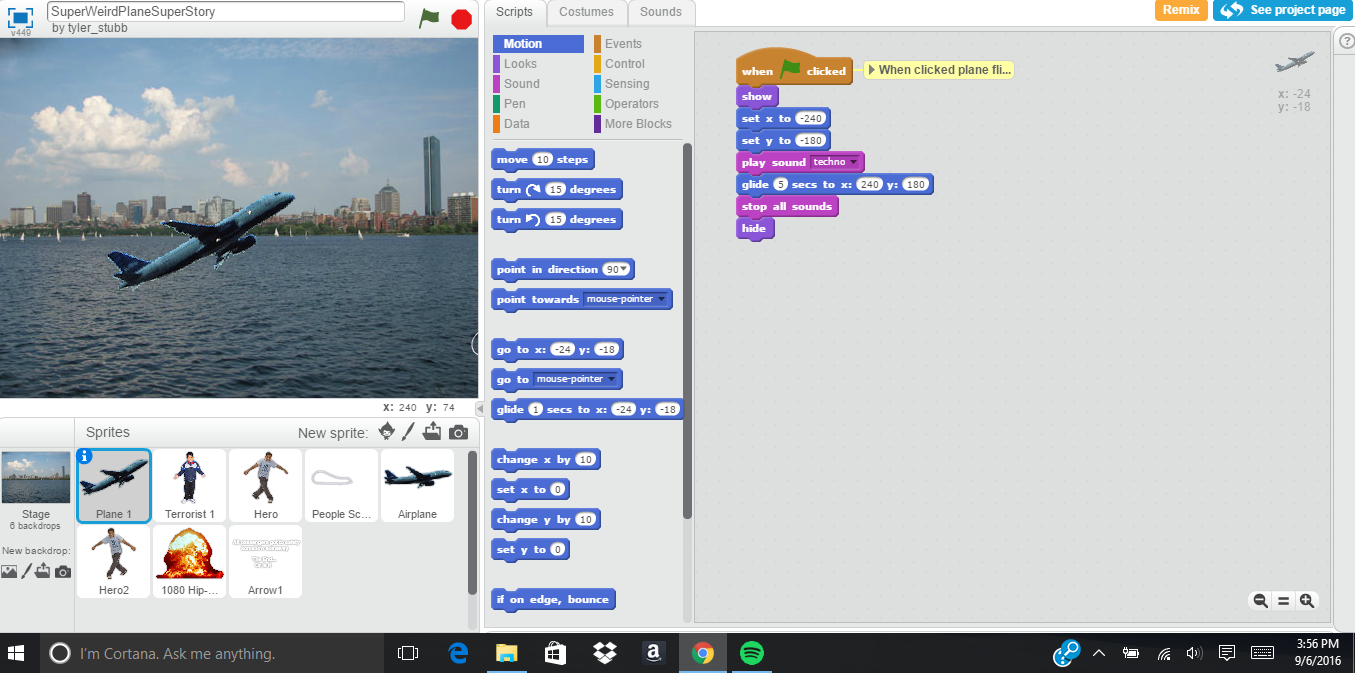 SuperWeirdPlaneSuperStory
by tyler_stubb
v449
Scripts
Costumes
Sounds
Remix
See project page
Motion
Looks
Sound
Pen
Data
Events
Control
Sensing
Operators
More Blocks
move 10 steps
turn 15 degrees
turn 15 degrees
point in direction 90
point towards mouse-pointer
go to x: -24 y: -18
go to mouse-pointer
glide 1 secs to x: -24 y: -18
change x by 10
set x to 0
change y by 10
set y to 0
if on edge, bounce
when clicked
When clicked plane fli...
show
set x to -240
set y to -180
play sound techno
glide 5 secs to x: 240 y: 180
stop all sounds
hide
x: -24
y: -18
x: 240 y: 74
Sprites
New sprite:
Stage
6 backdrops
New backdrop:
Plane 1
Terrorist 1
Hero
People Sc...
Airplane
Hero2
1080 Hip-...
Arrow1
The End...
I'm Cortana. Ask me anything.
3:56 PM
9/6/2016